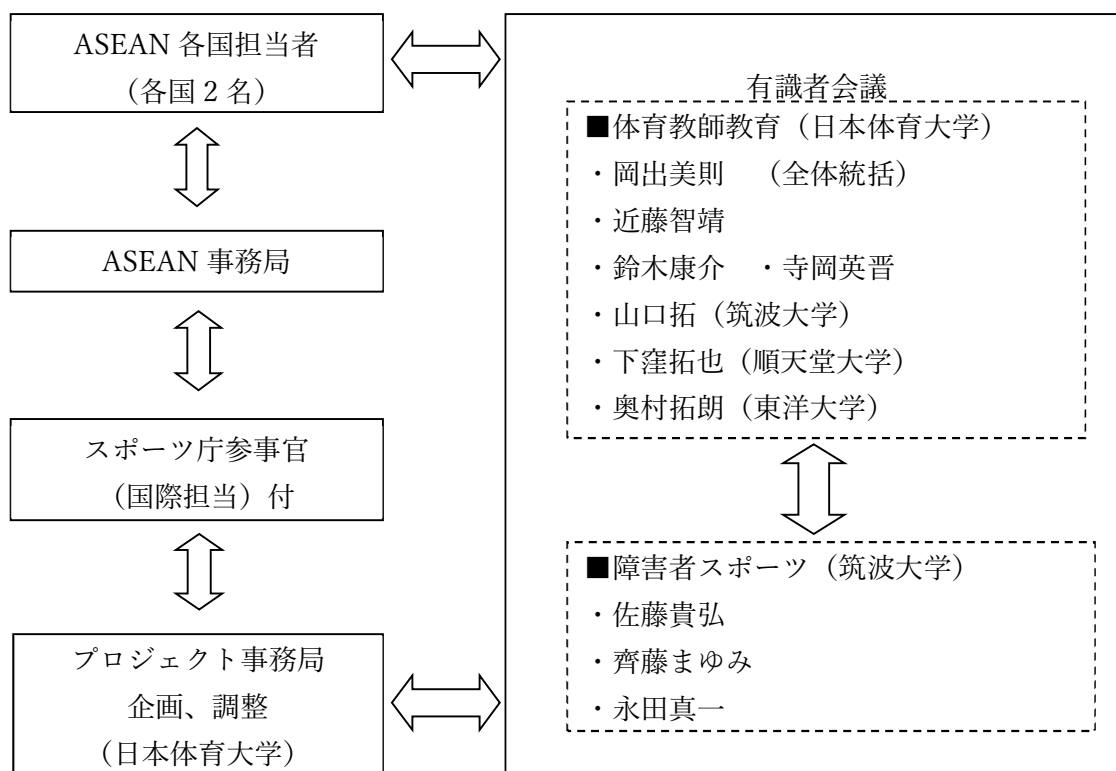 ASEAN 各国担当者
（各国 2 名）
ASEAN 事務局
スポーツ庁参事官
（国際担当）付
プロジェクト事務局
企画、調整
（日本体育大学）
有識者会議
■体育教師教育（日本体育大学）
・岡出美則　（全体統括）
・近藤智靖
・鈴木康介　・寺岡英晋
・山口拓（筑波大学）
・下窪拓也（順天堂大学）
・奥村拓朗（東洋大学）
■障害者スポーツ（筑波大学）
・佐藤貴弘
・齊藤まゆみ
・永田真一